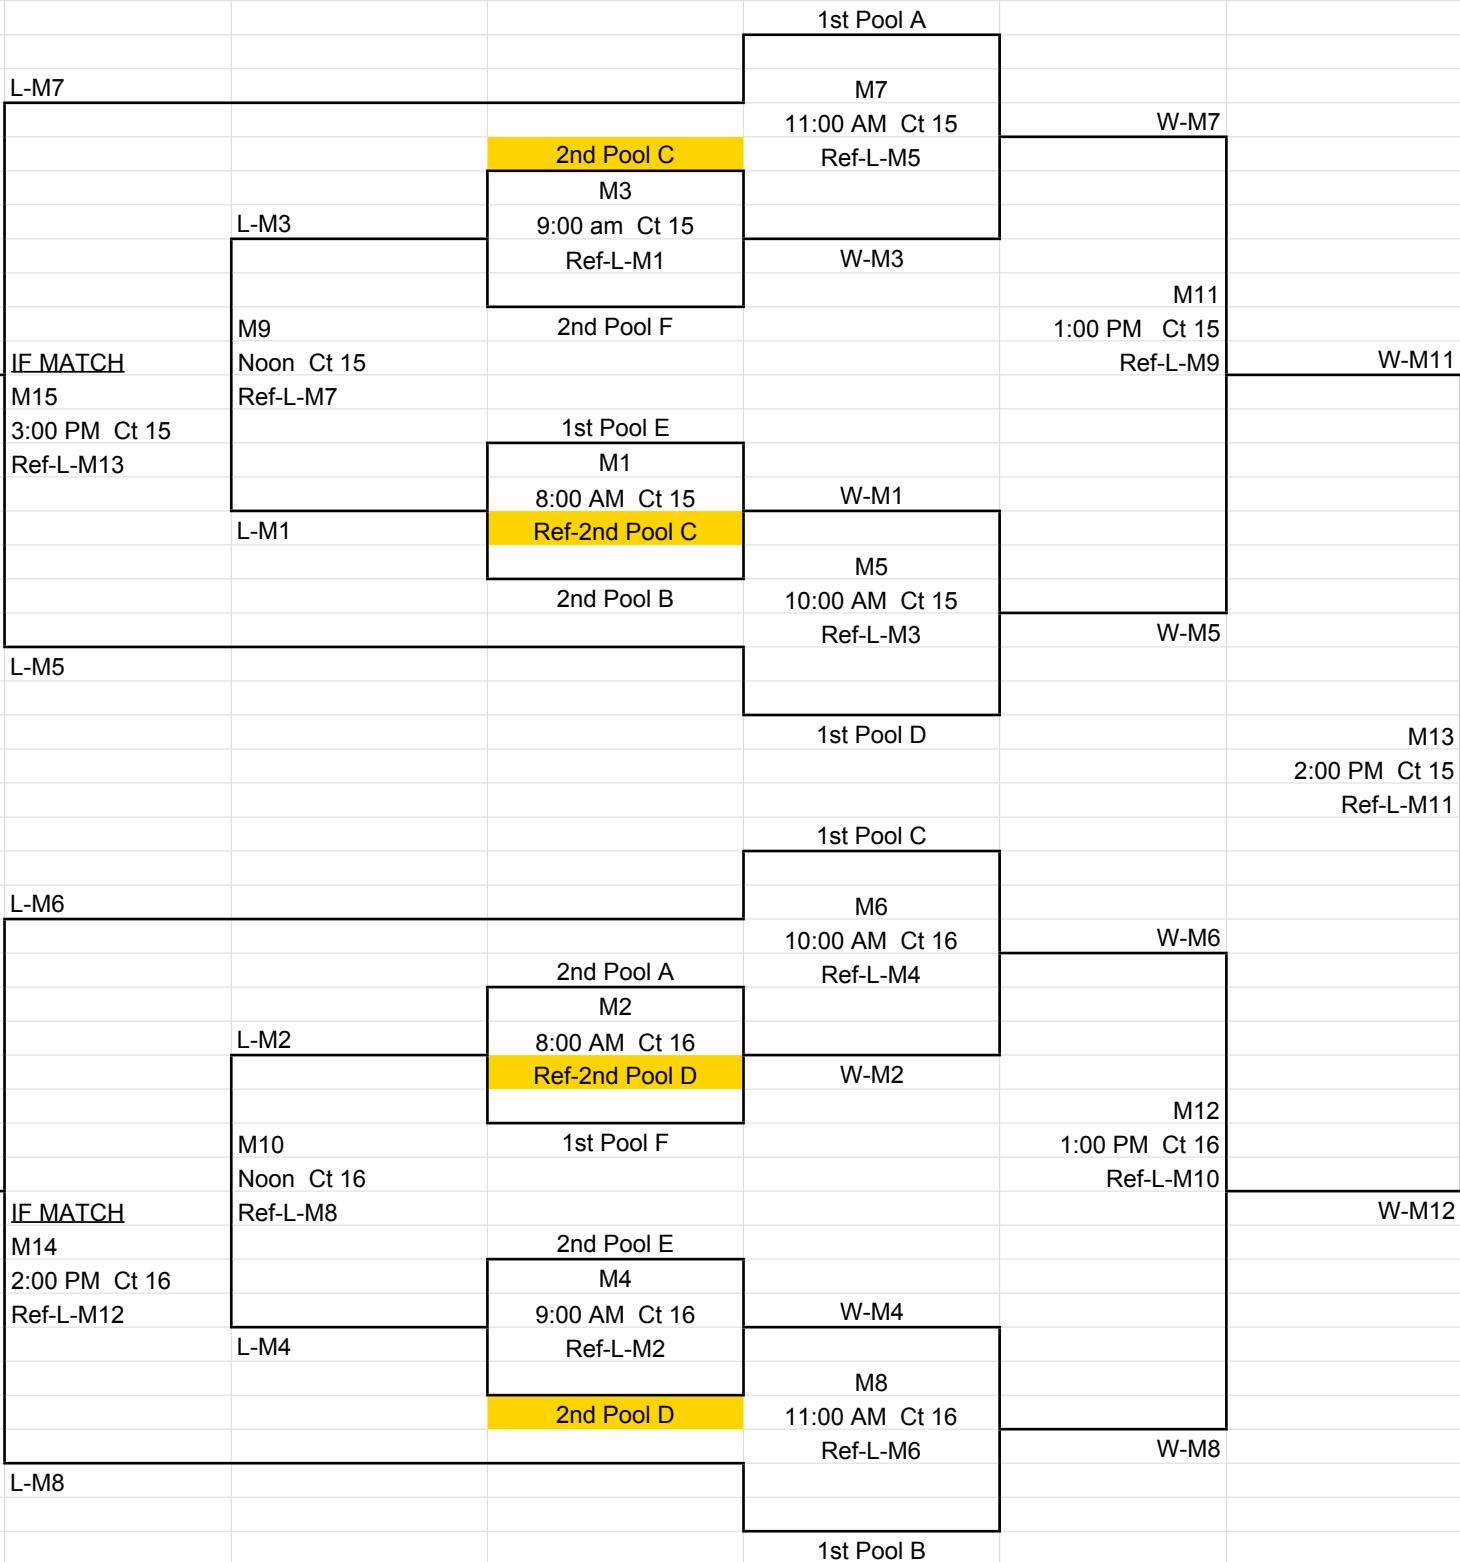 1st Pool A
L-M7
M7
11:00 AM  Ct 15
W-M7
2nd Pool C
Ref-L-M5
M3
L-M3
9:00 am  Ct 15
Ref-L-M1
W-M3
M11
M9
2nd Pool F
1:00 PM   Ct 15
IF MATCH
Noon  Ct 15
Ref-L-M9
W-M11
M15
Ref-L-M7
3:00 PM  Ct 15
1st Pool E
Ref-L-M13
M1
8:00 AM  Ct 15
W-M1
L-M1
Ref-2nd Pool C
M5
2nd Pool B
10:00 AM  Ct 15
Ref-L-M3
W-M5
L-M5
1st Pool D
M13
2:00 PM  Ct 15
Ref-L-M11
1st Pool C
L-M6
M6
10:00 AM  Ct 16
W-M6
2nd Pool A
Ref-L-M4
M2
L-M2
8:00 AM  Ct 16
Ref-2nd Pool D
W-M2
M12
M10
1st Pool F
1:00 PM  Ct 16
Noon  Ct 16
Ref-L-M10
IF MATCH
Ref-L-M8
W-M12
M14
2nd Pool E
2:00 PM  Ct 16
M4
Ref-L-M12
9:00 AM  Ct 16
W-M4
L-M4
Ref-L-M2
M8
2nd Pool D
11:00 AM  Ct 16
Ref-L-M6
W-M8
L-M8
1st Pool B